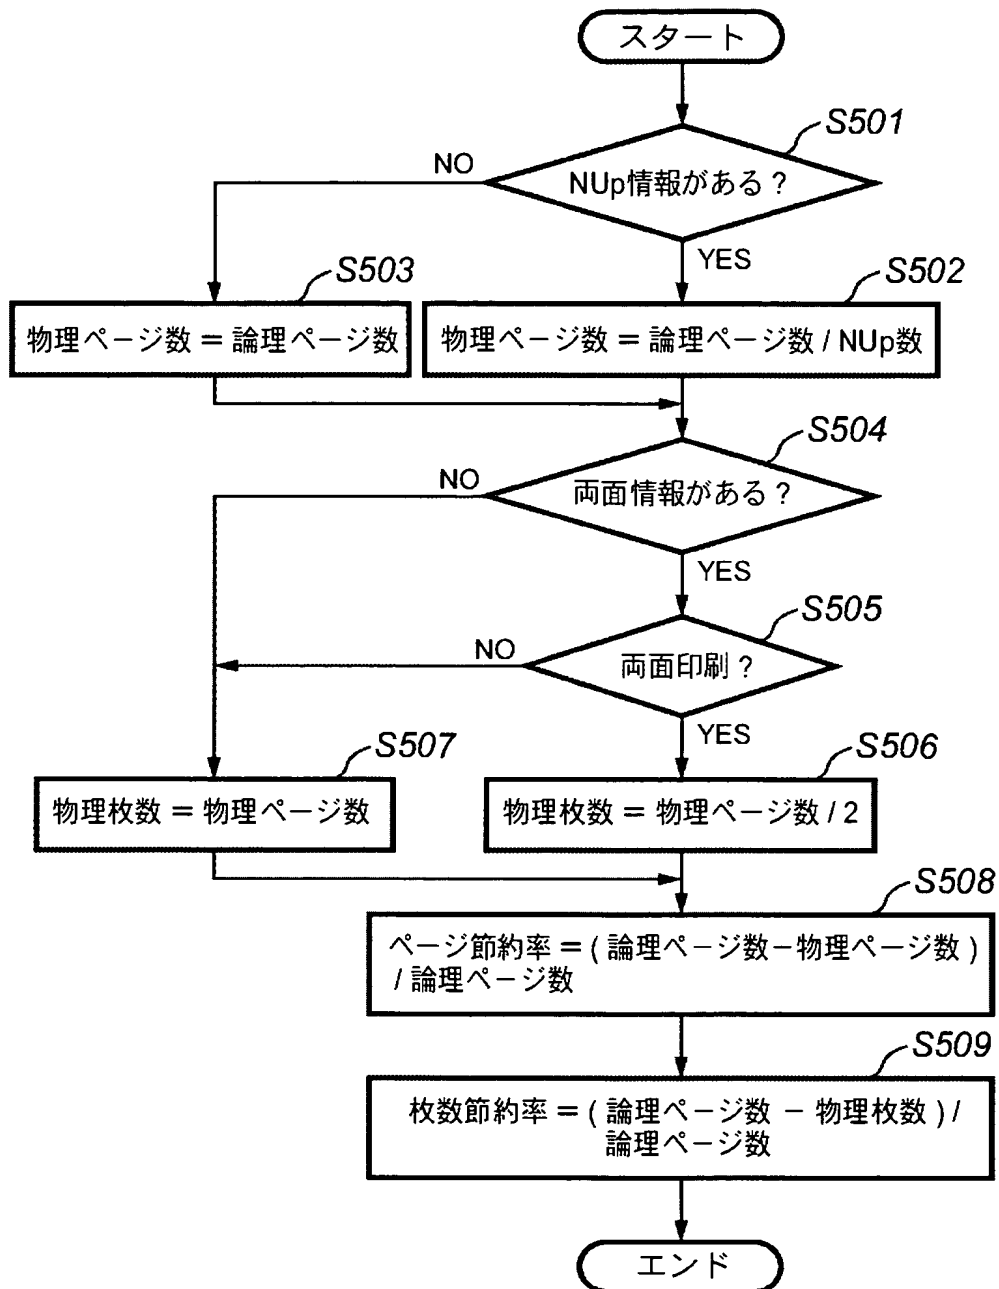 スタート
S501
NUp情報がある？
NO
YES
S503
S502
物理ページ数＝論理ページ数
物理ページ数＝論理ページ数 / NUp数
S504
両面情報がある？
NO
YES
S505
両面印刷？
NO
YES
S507
S506
物理枚数＝物理ページ数
物理枚数＝物理ページ数 / 2
S508
ページ節約率＝( 論理ページ数−物理ページ数 )
/ 論理ページ数
S509
枚数節約率＝( 論理ページ数 − 物理枚数 ) /
論理ページ数
エンド